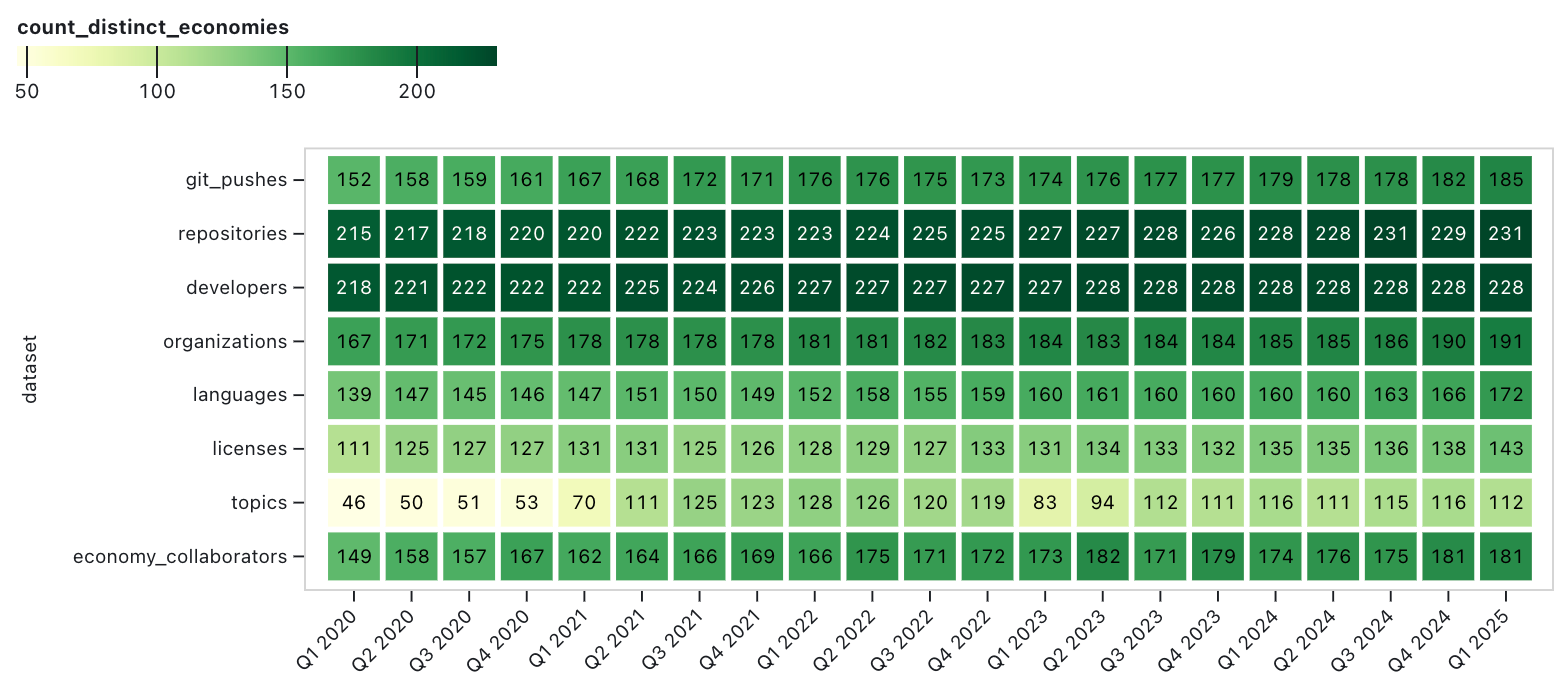 count_distinct_economies
50 100 150 200
git_pushes 152 158 159 161 167 168 172 171 176 176 175 173 174 176 177 177 179 178 178 182 185
repositories 215 217 218 220 220 222 223 223 223 224 225 225 227 227 228 226 228 228 231 229 231
developers 218 221 222 222 222 225 224 226 227 227 227 227 227 228 228 228 228 228 228 228 228
organizations 167 171 172 175 178 178 178 178 181 181 182 183 184 183 184 184 185 185 186 190 191
dataset
languages 139 147 145 146 147 151 150 149 152 158 155 159 160 161 160 160 160 160 163 166 172
licenses 111 125 127 127 131 131 125 126 128 129 127 133 131 134 133 132 135 135 136 138 143
topics 46 50 51 53 70 111 125 123 128 126 120 119 83 94 112 111 116 111 115 116 112
economy_collaborators 149 158 157 167 162 164 166 169 166 175 171 172 173 182 171 179 174 176 175 181 181
Q1 2020 Q2 2020 Q3 2020 Q4 2020 Q1 2021 Q2 2021 Q3 2021 Q4 2021 Q1 2022 Q2 2022 Q3 2022 Q4 2022 Q1 2023 Q2 2023 Q3 2023 Q4 2023 Q1 2024 Q2 2024 Q3 2024 Q4 2024 Q1 2025